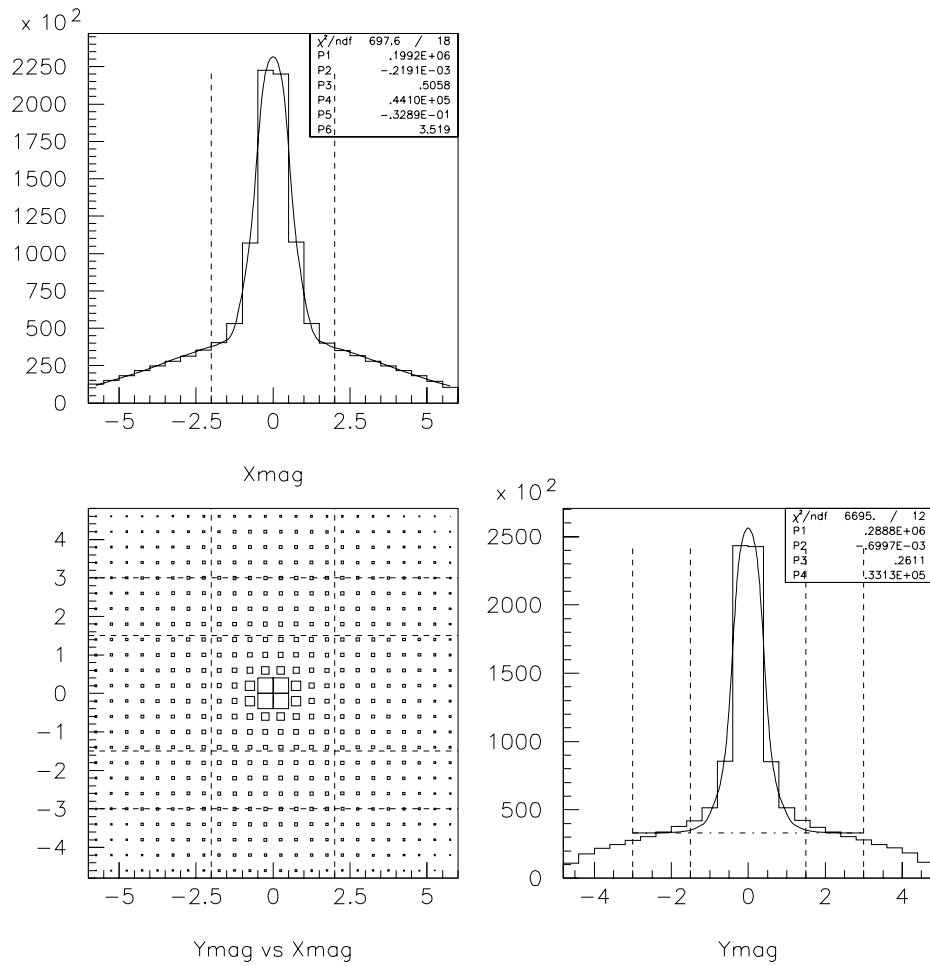 x 10²
χ²/ndf 697.6 / 18
P1 .1992E+06
P2 -.2191E-03
P3 .5058
P4 .4410E+05
P5 -.3289E-01
P6 3.519
2250
2000
1750
1500
1250
1000
750
500
250
0
−5 −2.5 0 2.5 5
Xmag
4
3
2
1
0
−1
−2
−3
−4
−5 −2.5 0 2.5 5
Ymag vs Xmag
x 10²
χ²/ndf 6695. / 12
P1 .2888E+06
P2 -.6997E-03
P3 .2611
P4 .3313E+05
2500
2000
1500
1000
500
0
−4 −2 0 2 4
Ymag